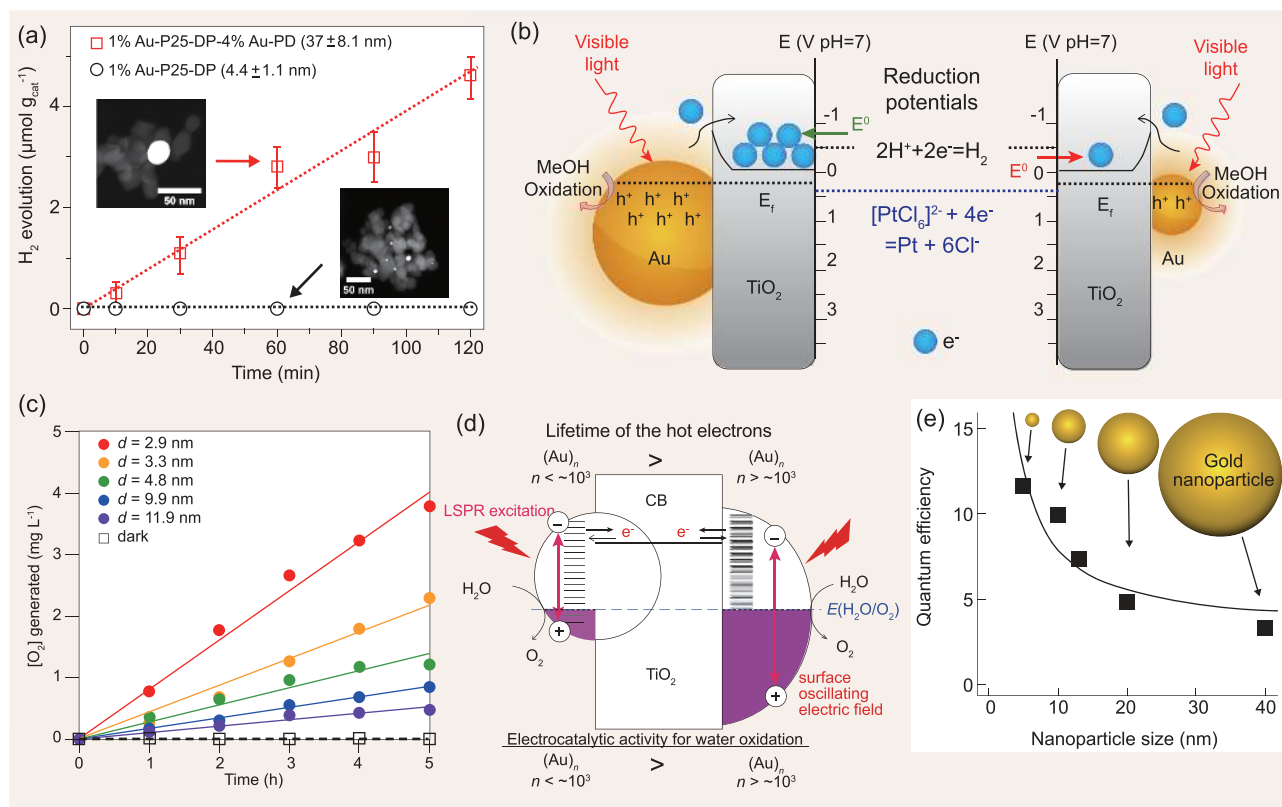 (a)
1% Au-P25-DP-4% Au-PD (37 ± 8.1 nm)
1% Au-P25-DP (4.4 ± 1.1 nm)
H₂ evolution (µmol g_cat⁻¹)
4
2
0
50 nm
50 nm
0
20
40
60
80
100
120
Time (min)
(b)
Visible
light
E (V pH=7)
E (V pH=7)
Visible
light
Reduction
potentials
E⁰
2H⁺+2e⁻=H₂
E⁰
MeOH
Oxidation
MeOH
Oxidation
h⁺ h⁺ h⁺
h⁺ h⁺ h⁺
h⁺ h⁺
E_f
E_f
Au
Au
[PtCl₆]²⁻ + 4e⁻
=Pt + 6Cl⁻
TiO₂
TiO₂
-1
0
1
2
3
-1
0
1
2
3
e⁻
(c)
d = 2.9 nm
d = 3.3 nm
d = 4.8 nm
d = 9.9 nm
d = 11.9 nm
dark
[O₂] generated (mg L⁻¹)
5
4
3
2
1
0
0
1
2
3
4
5
Time (h)
(d)
Lifetime of the hot electrons
(Au)ₙ > (Au)ₙ
n < ~10³ n > ~10³
CB
LSPR excitation
−
e⁻
e⁻
−
H₂O
H₂O
E(H₂O/O₂)
+
O₂
O₂
TiO₂
+
surface
oscillating
electric field
Electrocatalytic activity for water oxidation
(Au)ₙ > (Au)ₙ
n < ~10³ n > ~10³
(e)
Quantum efficiency
15
10
5
0
Gold
nanoparticle
0
10
20
30
40
Nanoparticle size (nm)